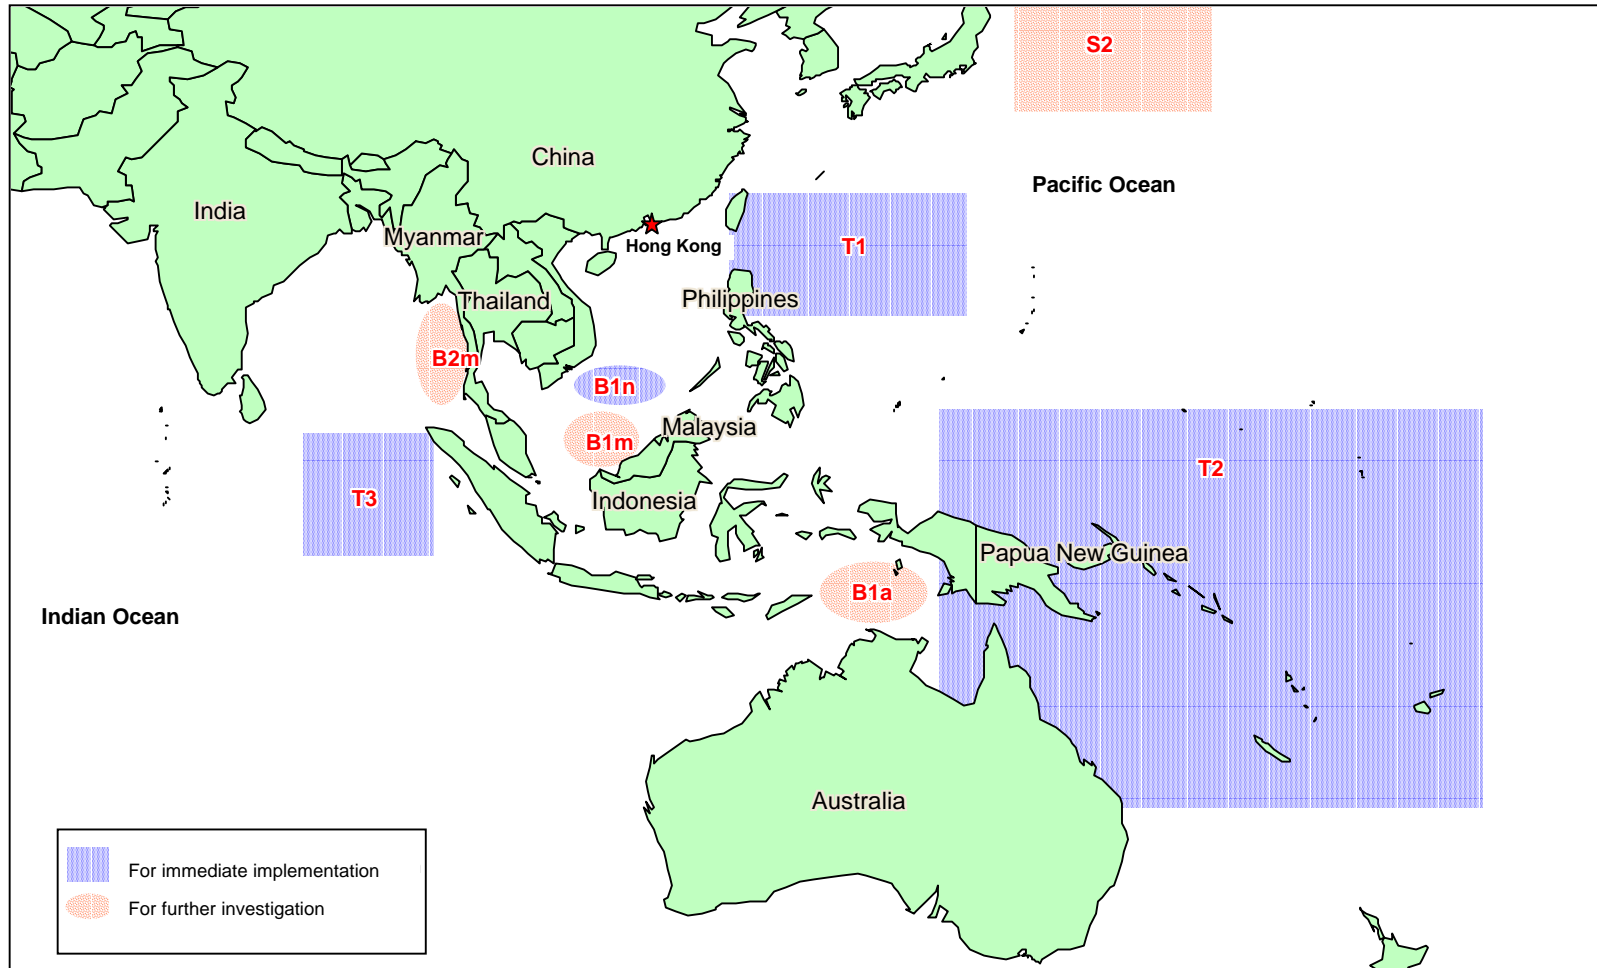 S2
China
Pacific Ocean
India
Myanmar
Hong Kong
T1
Thailand
Philippines
B2m
B1n
Malaysia
B1m
T2
T3
Indonesia
Papua New Guinea
B1a
Indian Ocean
Australia
For immediate implementation
For further investigation